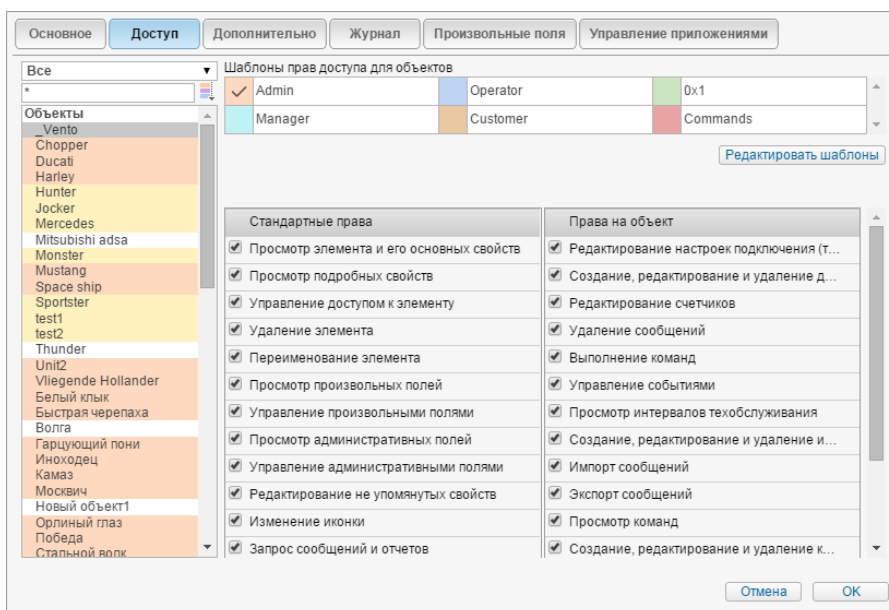 Основное Доступ Дополнительно Журнал Произвольные поля Управление приложениями
Все
*
Объекты
_Vento
Chopper
Ducati
Harley
Hunter
Jocker
Mercedes
Mitsubishi adsa
Monster
Mustang
Space ship
Sportster
test1
test2
Thunder
Unit2
Vliegende Hollander
Белый клык
Быстрая черепаха
Волга
Гарцующий пони
Иноходец
Камаз
Москвич
Новый объект1
Орлиный глаз
Победа
Стальной волк
Шаблоны прав доступа для объектов
Admin Operator 0x1
Manager Customer Commands
Редактировать шаблоны
Стандартные права
Просмотр элемента и его основных свойств
Просмотр подробных свойств
Управление доступом к элементу
Удаление элемента
Переименование элемента
Просмотр произвольных полей
Управление произвольными полями
Просмотр административных полей
Управление административными полями
Редактирование не упомянутых свойств
Изменение иконки
Запрос сообщений и отчетов
Права на объект
Редактирование настроек подключения (т...
Создание, редактирование и удаление д...
Редактирование счетчиков
Удаление сообщений
Выполнение команд
Управление событиями
Просмотр интервалов техобслуживания
Создание, редактирование и удаление и...
Импорт сообщений
Экспорт сообщений
Просмотр команд
Создание, редактирование и удаление к...
Отмена OK